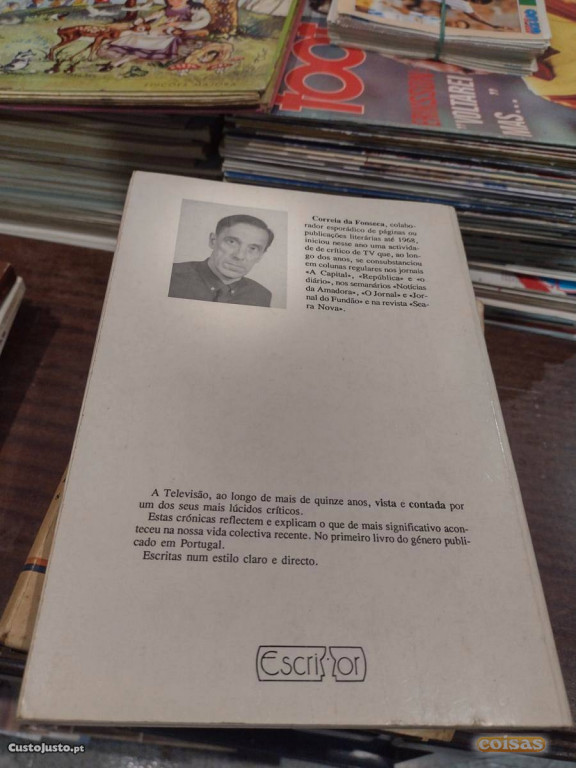 TOO
"VOLTAREI
MAS..."
Correia da Fonseca, colabo-
rador esporádico de páginas ou
publicações literárias até 1968,
iniciou nesse ano uma activida-
de de crítico de TV que, ao lon-
go dos anos, se consubstanciou
em colunas regulares nos jornais
«A Capital», «República» e «o
diário», nos semanários «Notícias
da Amadora», «O Jornal» e «Jor-
nal do Fundão» e na revista «Sea-
ra Nova».
A Televisão, ao longo de mais de quinze anos, vista e contada por
um dos seus mais lúcidos críticos.
Estas crónicas reflectem e explicam o que de mais significativo acon-
teceu na nossa vida colectiva recente. No primeiro livro do género publi-
cado em Portugal.
Escritas num estilo claro e directo.
Escritor
CustoJusto.pt
coisas